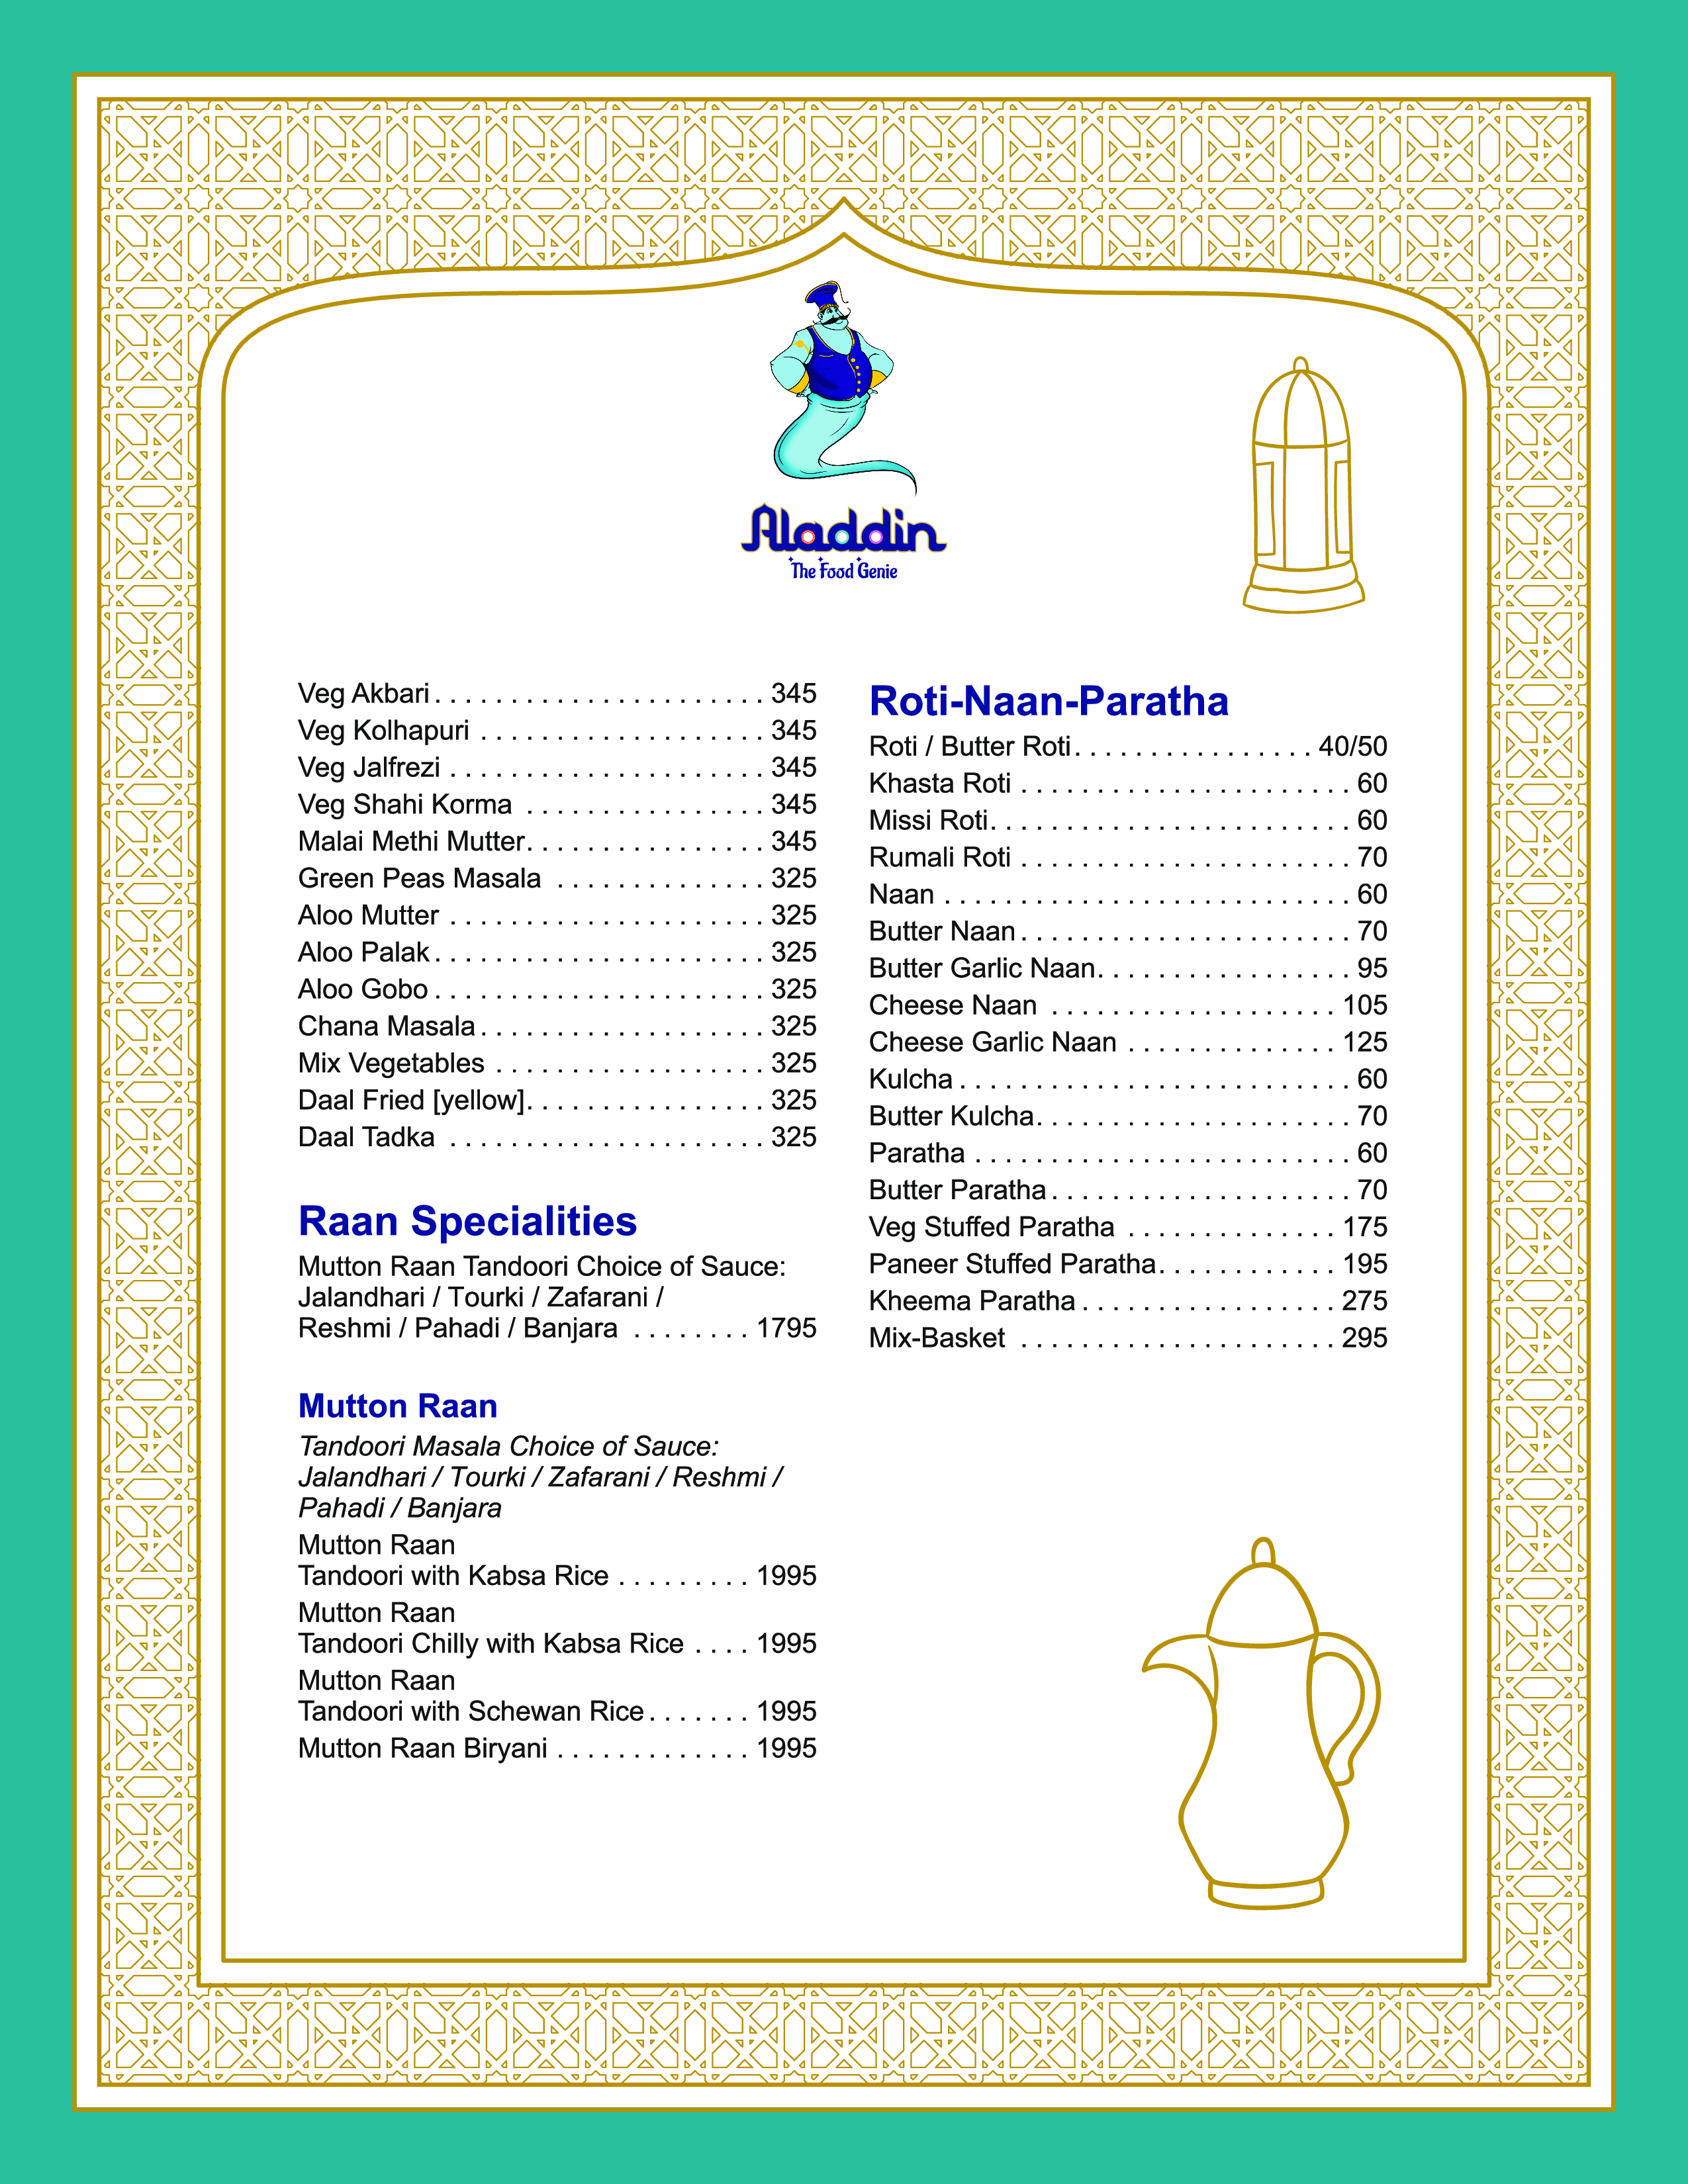 Aladdin
The Food Genie
Veg Akbari . . . . . . . . . . . . . . . . . . . . . . 345
Veg Kolhapuri . . . . . . . . . . . . . . . . . . . 345
Veg Jalfrezi . . . . . . . . . . . . . . . . . . . . . 345
Veg Shahi Korma . . . . . . . . . . . . . . . . 345
Malai Methi Mutter. . . . . . . . . . . . . . . . 345
Green Peas Masala . . . . . . . . . . . . . . 325
Aloo Mutter . . . . . . . . . . . . . . . . . . . . . 325
Aloo Palak . . . . . . . . . . . . . . . . . . . . . . 325
Aloo Gobo . . . . . . . . . . . . . . . . . . . . . . 325
Chana Masala . . . . . . . . . . . . . . . . . . . 325
Mix Vegetables . . . . . . . . . . . . . . . . . . 325
Daal Fried [yellow]. . . . . . . . . . . . . . . . 325
Daal Tadka . . . . . . . . . . . . . . . . . . . . . 325
Raan Specialities
Mutton Raan Tandoori Choice of Sauce:
Jalandhari / Tourki / Zafarani /
Reshmi / Pahadi / Banjara . . . . . . . . 1795
Mutton Raan
Tandoori Masala Choice of Sauce:
Jalandhari / Tourki / Zafarani / Reshmi /
Pahadi / Banjara
Mutton Raan
Tandoori with Kabsa Rice . . . . . . . . . 1995
Mutton Raan
Tandoori Chilly with Kabsa Rice . . . . 1995
Mutton Raan
Tandoori with Schewan Rice . . . . . . . 1995
Mutton Raan Biryani . . . . . . . . . . . . . 1995
Roti-Naan-Paratha
Roti / Butter Roti . . . . . . . . . . . . . . . . 40/50
Khasta Roti . . . . . . . . . . . . . . . . . . . . . . 60
Missi Roti. . . . . . . . . . . . . . . . . . . . . . . . 60
Rumali Roti . . . . . . . . . . . . . . . . . . . . . . 70
Naan . . . . . . . . . . . . . . . . . . . . . . . . . . . 60
Butter Naan . . . . . . . . . . . . . . . . . . . . . . 70
Butter Garlic Naan. . . . . . . . . . . . . . . . . 95
Cheese Naan . . . . . . . . . . . . . . . . . . . 105
Cheese Garlic Naan . . . . . . . . . . . . . . 125
Kulcha . . . . . . . . . . . . . . . . . . . . . . . . . . 60
Butter Kulcha. . . . . . . . . . . . . . . . . . . . . 70
Paratha . . . . . . . . . . . . . . . . . . . . . . . . . 60
Butter Paratha . . . . . . . . . . . . . . . . . . . . 70
Veg Stuffed Paratha . . . . . . . . . . . . . . 175
Paneer Stuffed Paratha. . . . . . . . . . . . 195
Kheema Paratha . . . . . . . . . . . . . . . . . 275
Mix-Basket . . . . . . . . . . . . . . . . . . . . . 295